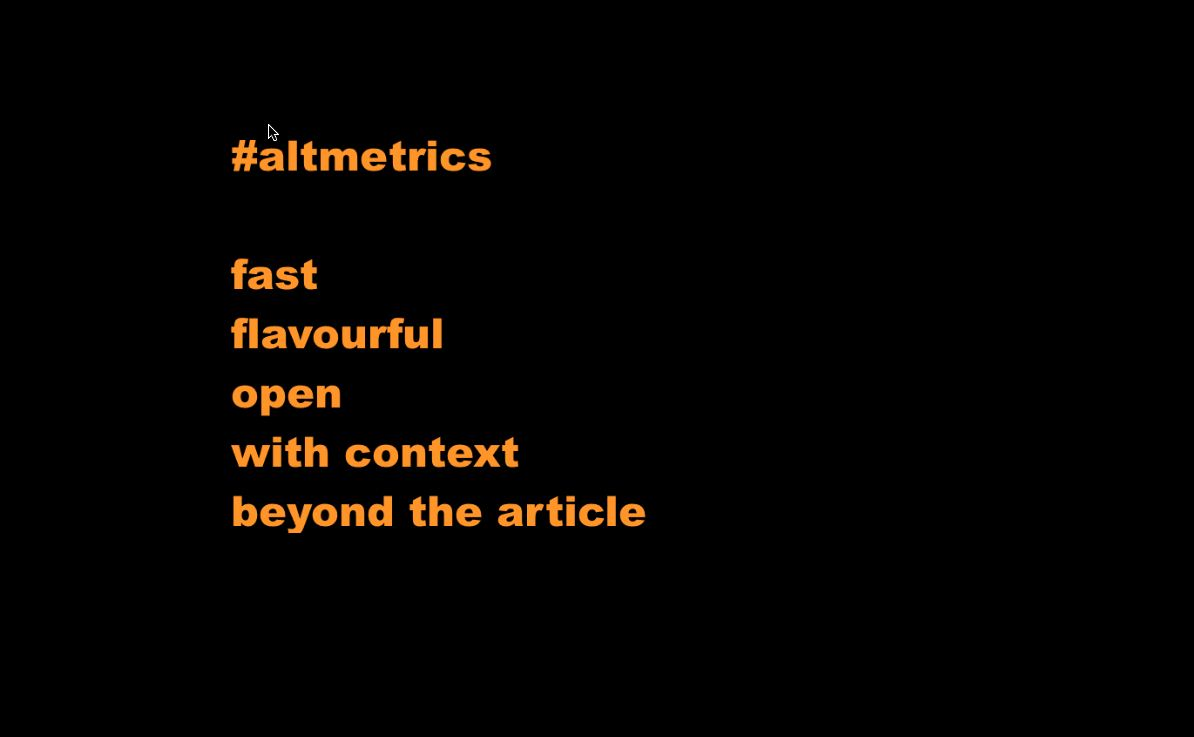 #altmetrics
fast
flavourful
open
with context
beyond the article